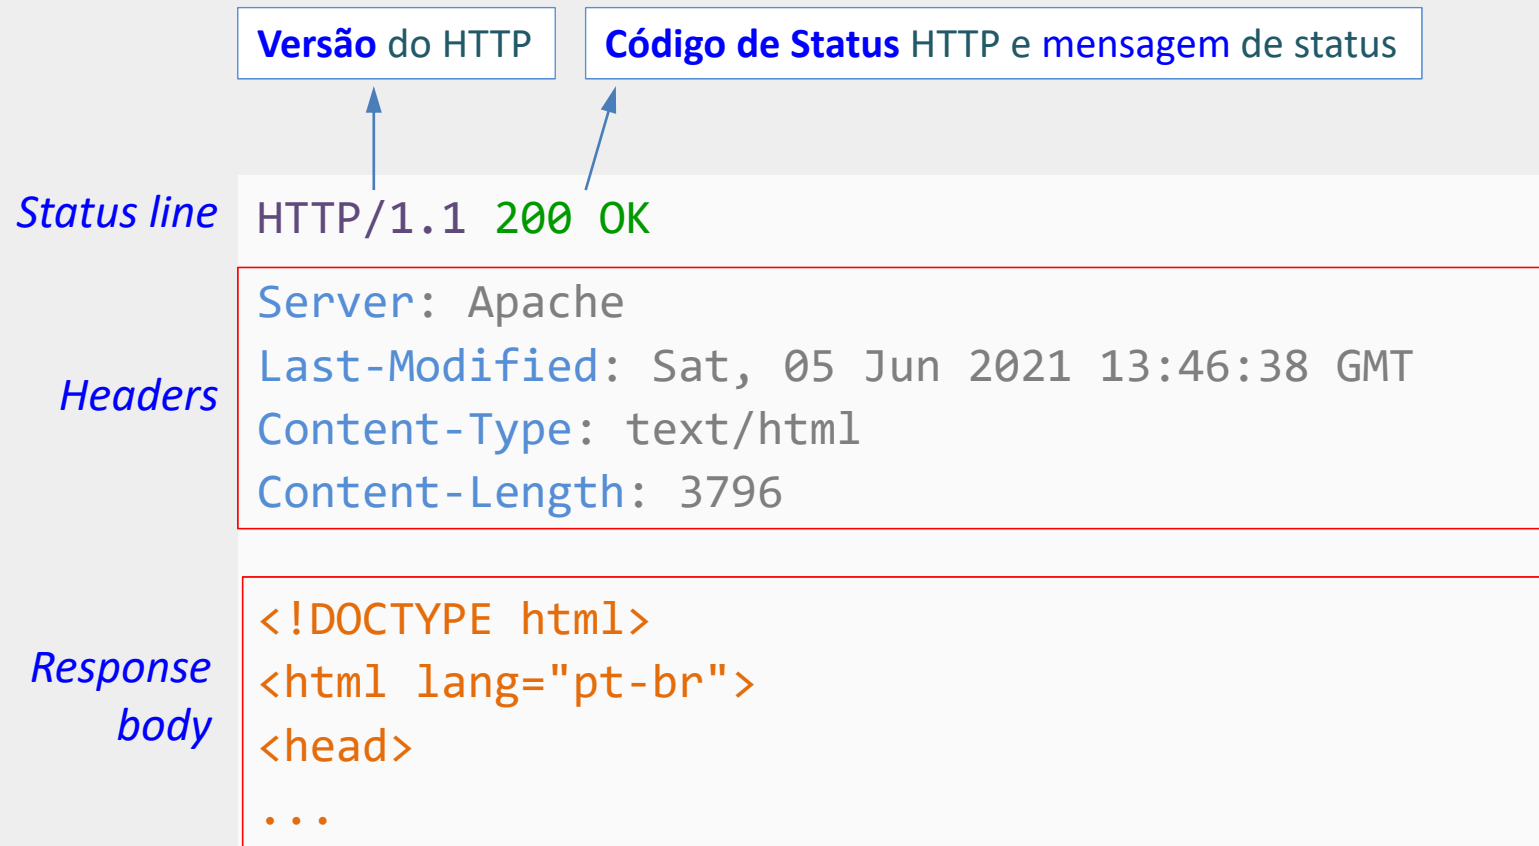 Versão do HTTP
Código de Status HTTP e mensagem de status
Status line
HTTP/1.1 200 OK
Headers
Server: Apache
Last-Modified: Sat, 05 Jun 2021 13:46:38 GMT
Content-Type: text/html
Content-Length: 3796
Response
body
<!DOCTYPE html>
<html lang="pt-br">
<head>
...